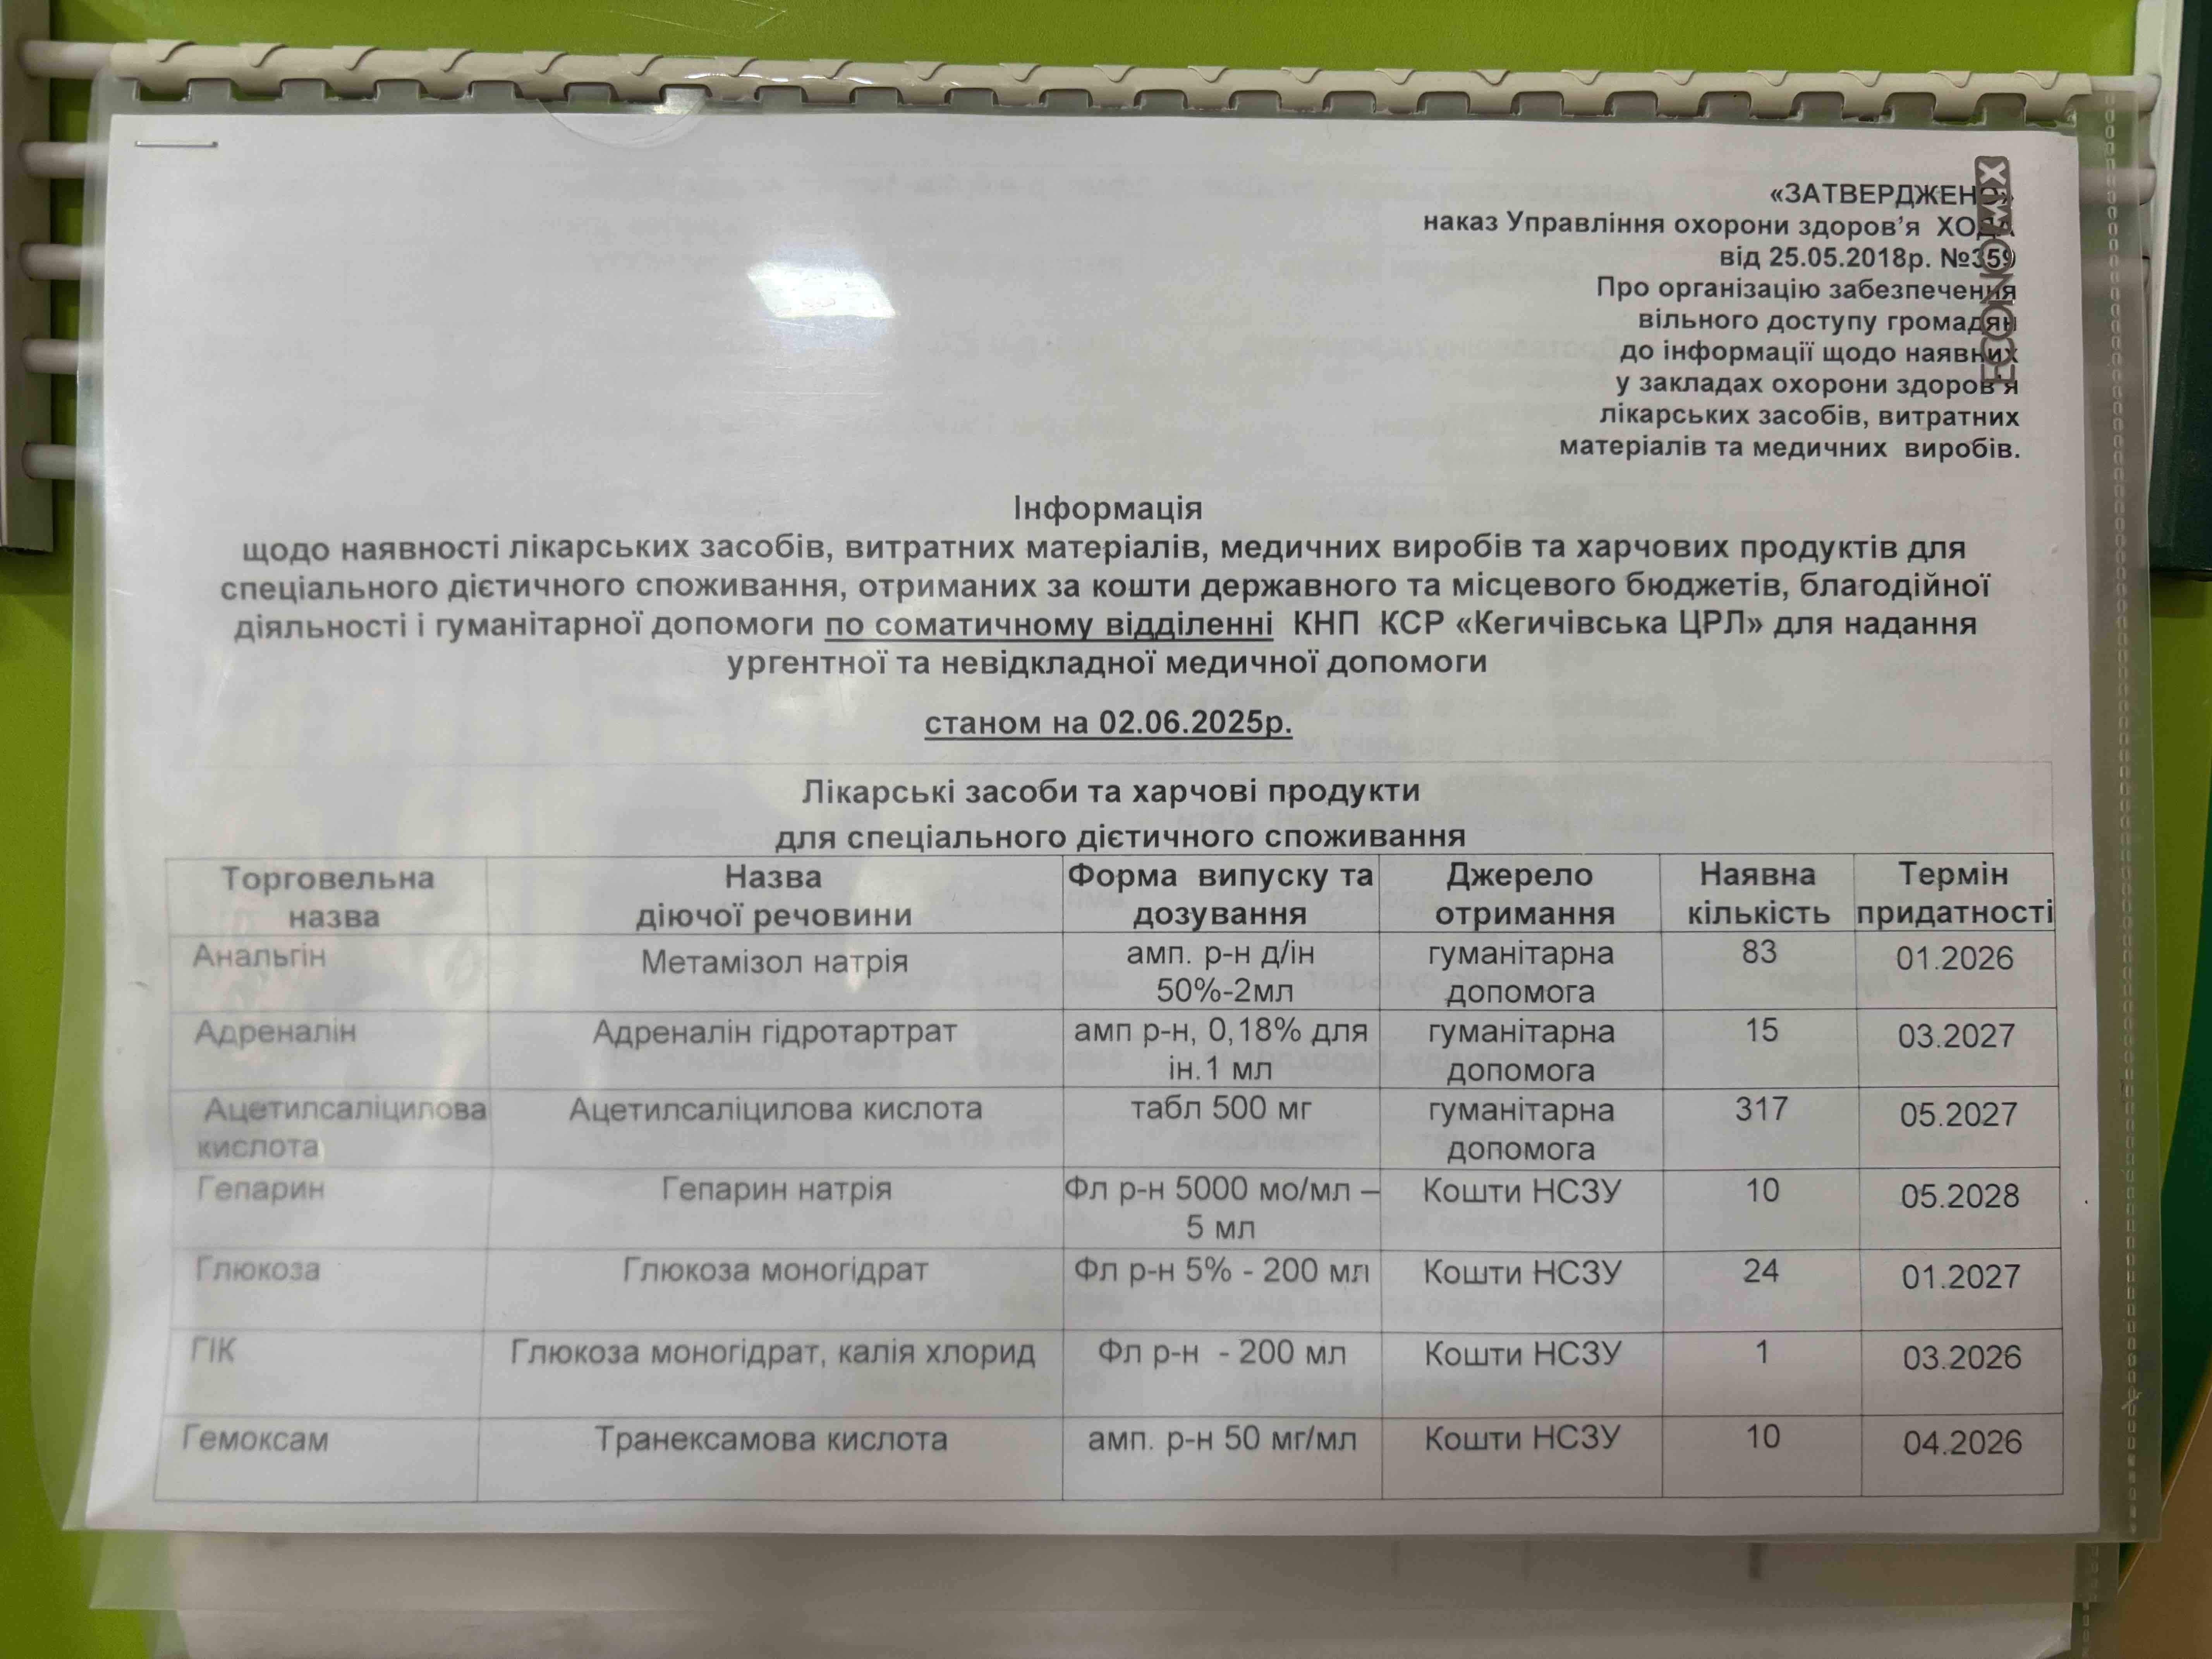 «ЗАТВЕРДЖЕНО»
наказ Управління охорони здоров’я ХОДА
від 25.05.2018р. №359
Про організацію забезпечення
вільного доступу громадян
до інформації щодо наявних
у закладах охорони здоров’я
лікарських засобів, витратних
матеріалів та медичних виробів.
ECONOMIX
Інформація
щодо наявності лікарських засобів, витратних матеріалів, медичних виробів та харчових продуктів для
спеціального дієтичного споживання, отриманих за кошти державного та місцевого бюджетів, благодійної
діяльності і гуманітарної допомоги по соматичному відділенні КНП КСР «Кегичівська ЦРЛ» для надання
ургентної та невідкладної медичної допомоги
станом на 02.06.2025р.
Лікарські засоби та харчові продукти
для спеціального дієтичного споживання
Торговельна назва | Назва діючої речовини | Форма випуску та дозування | Джерело отримання | Наявна кількість | Термін придатності
Анальгін | Метамізол натрія | амп. р-н д/ін 50%-2мл | гуманітарна допомога | 83 | 01.2026
Адреналін | Адреналін гідротартрат | амп р-н, 0,18% для ін.1 мл | гуманітарна допомога | 15 | 03.2027
Ацетилсаліцилова кислота | Ацетилсаліцилова кислота | табл 500 мг | гуманітарна допомога | 317 | 05.2027
Гепарин | Гепарин натрія | Фл р-н 5000 мо/мл – 5 мл | Кошти НСЗУ | 10 | 05.2028
Глюкоза | Глюкоза моногідрат | Фл р-н 5% - 200 мл | Кошти НСЗУ | 24 | 01.2027
ГІК | Глюкоза моногідрат, калія хлорид | Фл р-н - 200 мл | Кошти НСЗУ | 1 | 03.2026
Гемоксам | Транексамова кислота | амп. р-н 50 мг/мл | Кошти НСЗУ | 10 | 04.2026